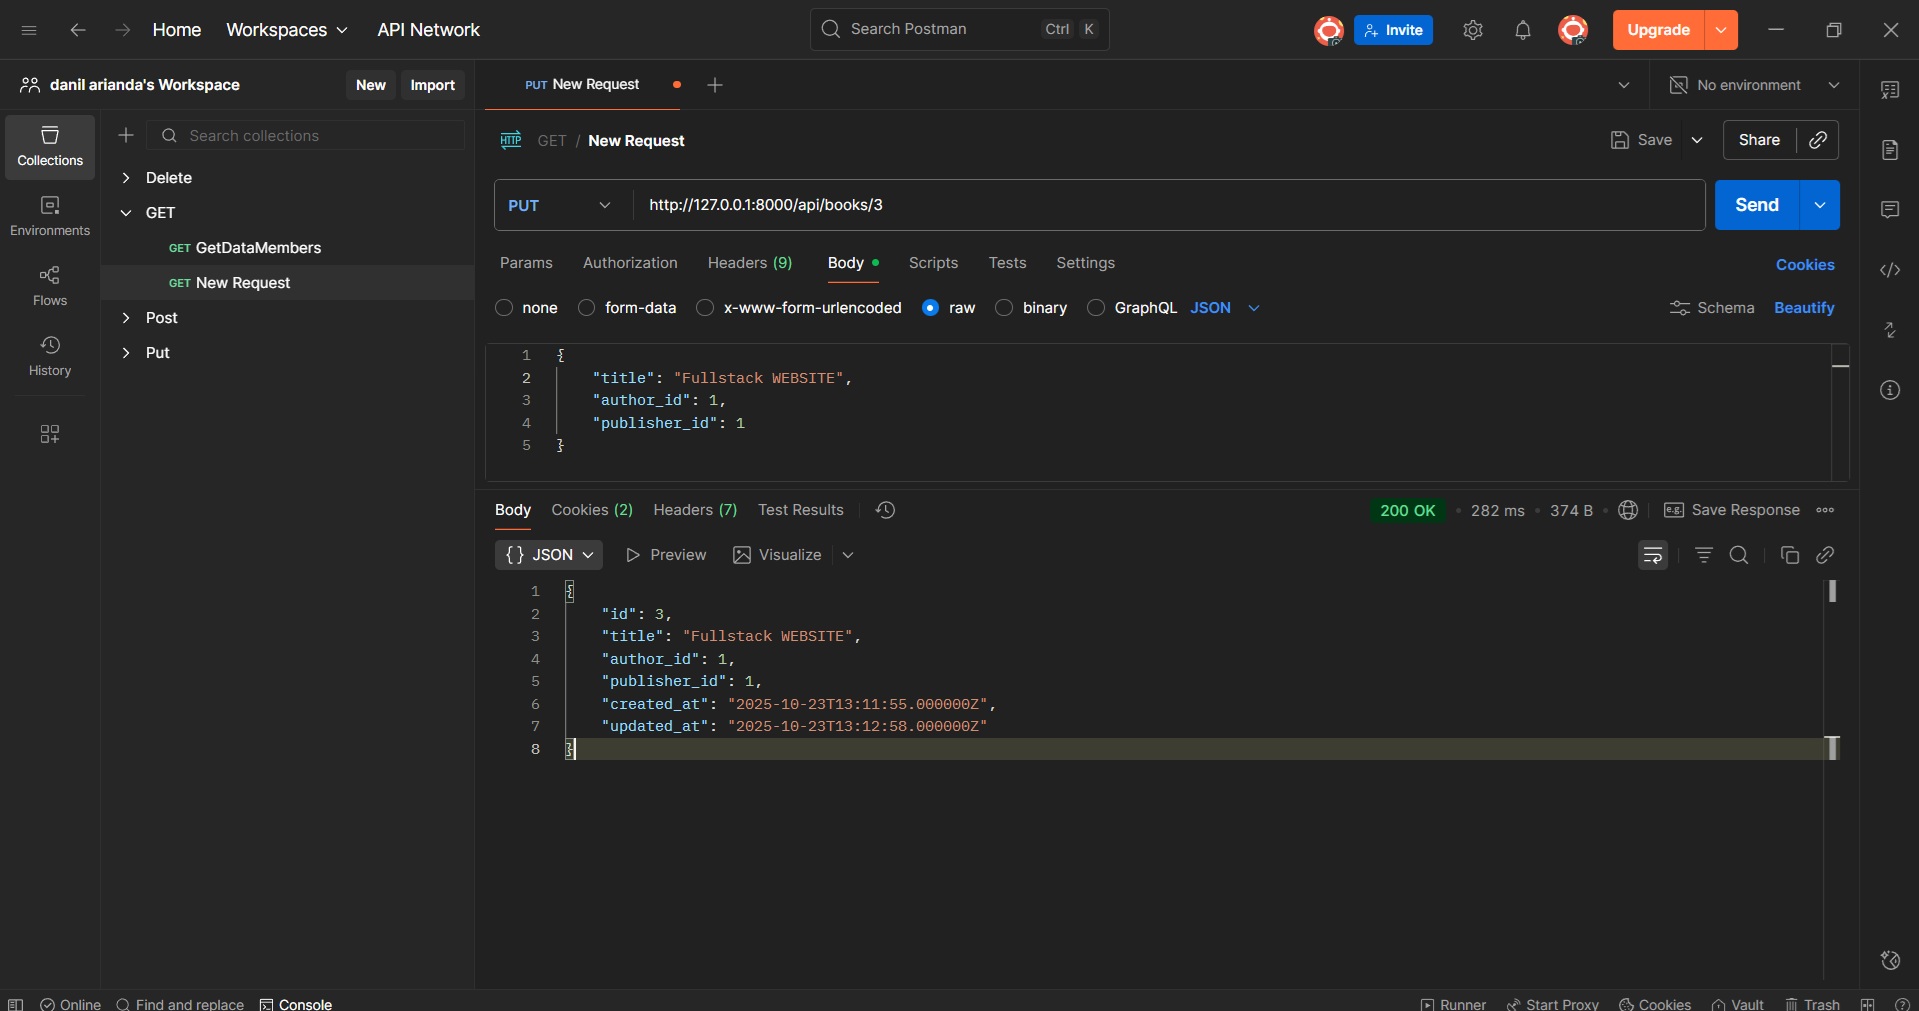 Home Workspaces API Network Search Postman Ctrl K Invite Upgrade
danil arianda's Workspace New Import PUT New Request No environment
Collections
Environments
Flows
History
Search collections
Delete
GET
GET GetDataMembers
GET New Request
Post
Put
HTTP GET / New Request Save Share
PUT http://127.0.0.1:8000/api/books/3 Send
Params Authorization Headers (9) Body Scripts Tests Settings Cookies
none form-data x-www-form-urlencoded raw binary GraphQL JSON Schema Beautify
1 {
2 "title": "Fullstack WEBSITE",
3 "author_id": 1,
4 "publisher_id": 1
5 }
Body Cookies (2) Headers (7) Test Results 200 OK • 282 ms • 374 B • e.g. Save Response
{} JSON Preview Visualize
1 {
2 "id": 3,
3 "title": "Fullstack WEBSITE",
4 "author_id": 1,
5 "publisher_id": 1,
6 "created_at": "2025-10-23T13:11:55.000000Z",
7 "updated_at": "2025-10-23T13:12:58.000000Z"
8 }
Online Find and replace Console Runner Start Proxy Cookies Vault Trash